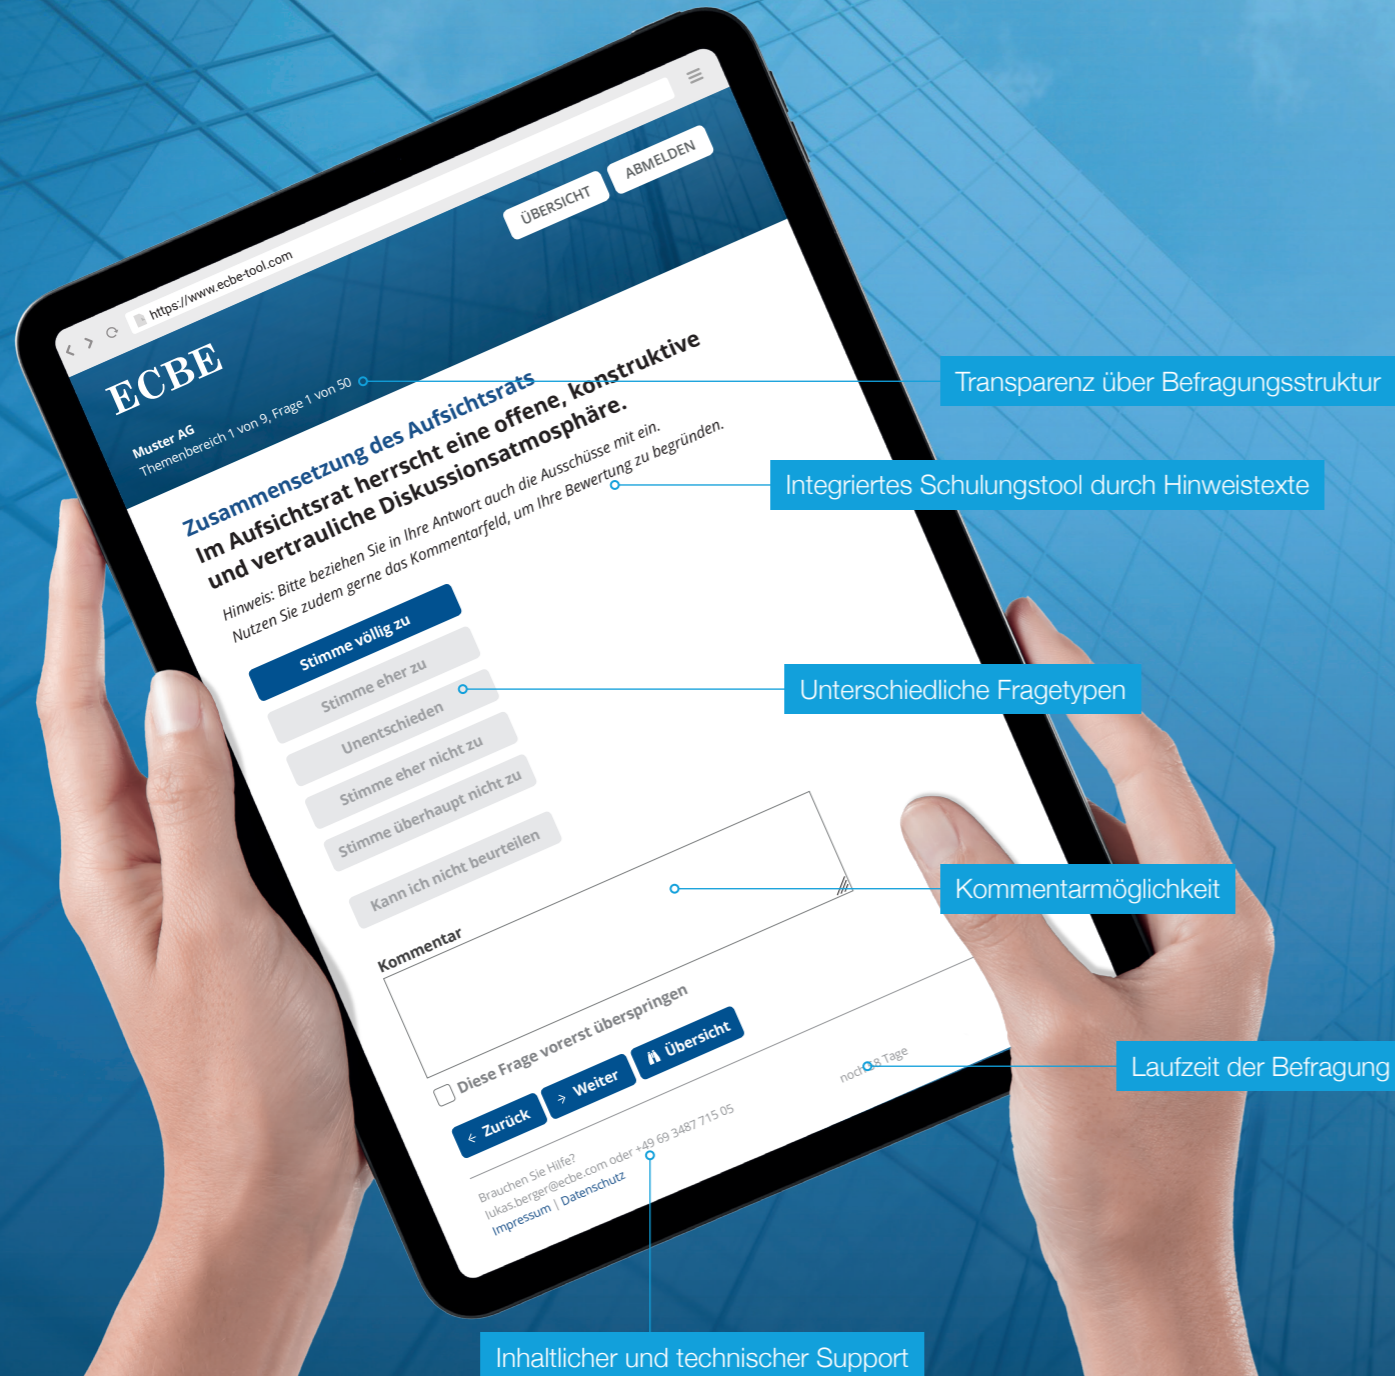 https://www.ecbe-tool.com
ÜBERSICHT
ABMELDEN
ECBE
Muster AG
Themenbereich 1 von 9, Frage 1 von 50
Zusammensetzung des Aufsichtsrats
Im Aufsichtsrat herrscht eine offene, konstruktive
und vertrauliche Diskussionsatmosphäre.
Hinweis: Bitte beziehen Sie in Ihre Antwort auch die Ausschüsse mit ein.
Nutzen Sie zudem gerne das Kommentarfeld, um Ihre Bewertung zu begründen.
Stimme völlig zu
Stimme eher zu
Unentschieden
Stimme eher nicht zu
Stimme überhaupt nicht zu
Kann ich nicht beurteilen
Kommentar
Diese Frage vorerst überspringen
Zurück
Weiter
Übersicht
noch Tage
Brauchen Sie Hilfe?
lukas.berger@ecbe.com oder +49 69 3487 715 05
Impressum | Datenschutz
Transparenz über Befragungsstruktur
Integriertes Schulungstool durch Hinweistexte
Unterschiedliche Fragetypen
Kommentarmöglichkeit
Laufzeit der Befragung
Inhaltlicher und technischer Support